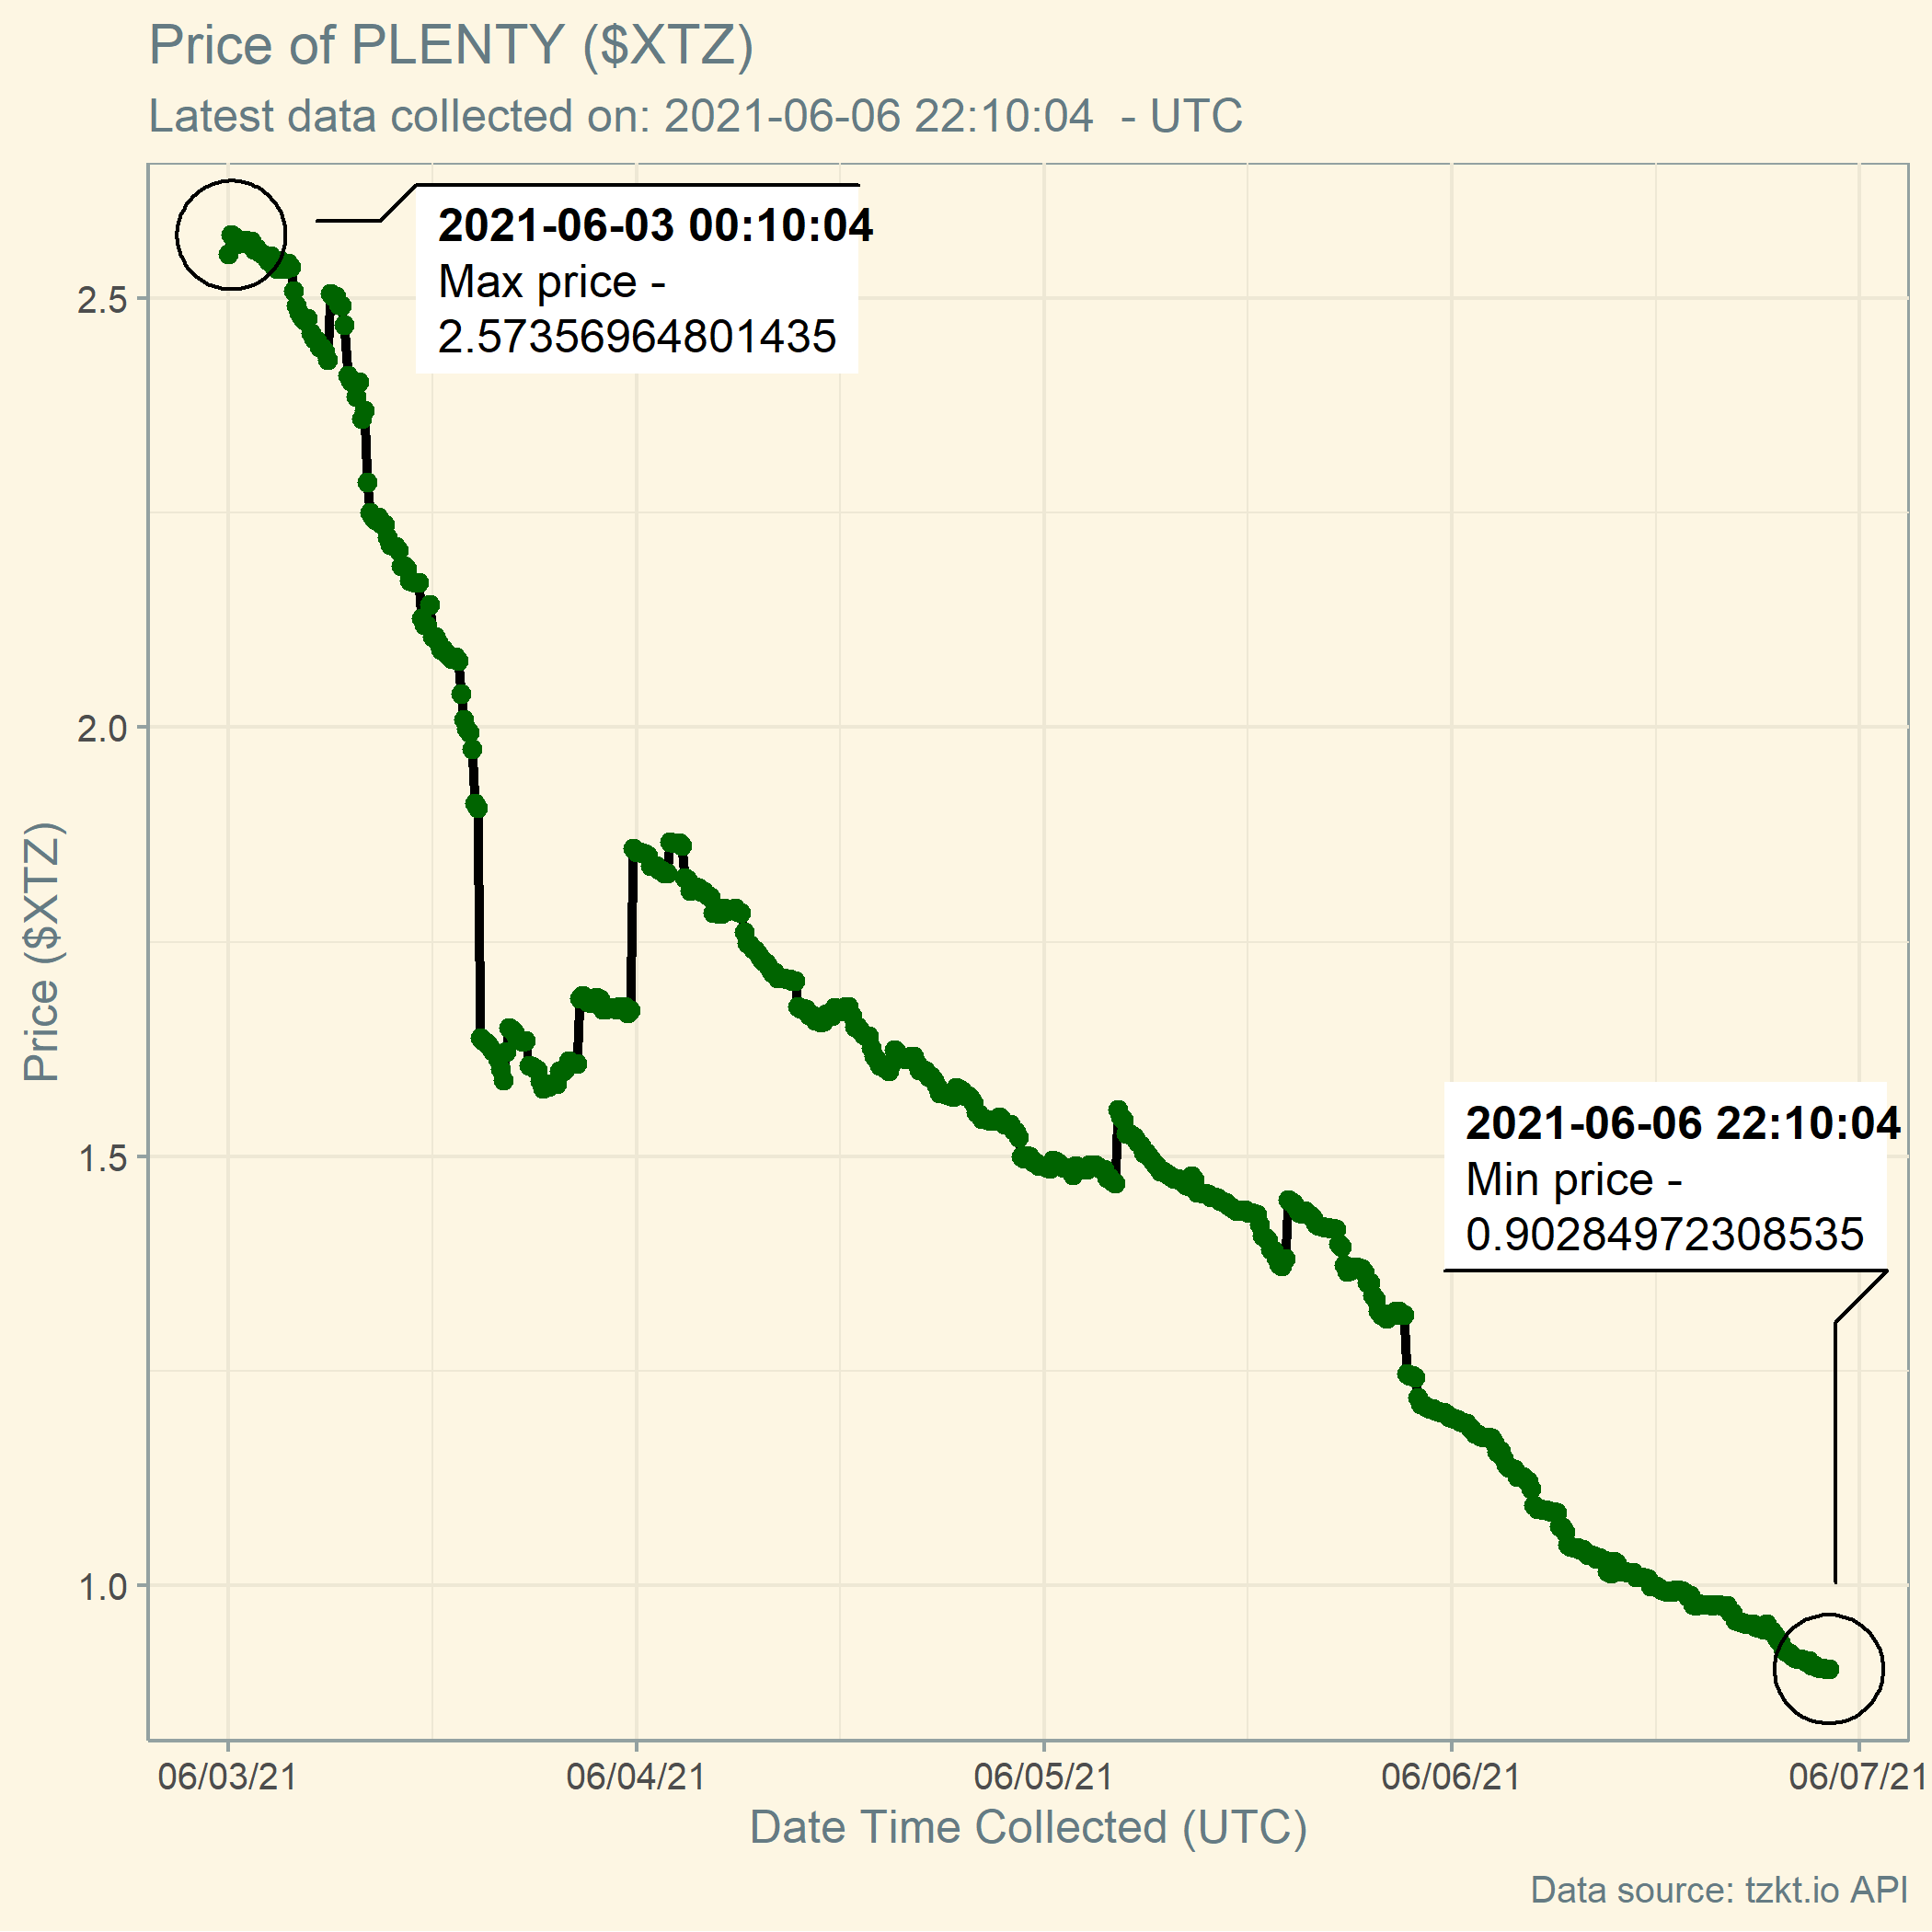 Price of PLENTY ($XTZ)
Latest data collected on: 2021-06-06 22:10:04  - UTC
2021-06-03 00:10:04
Max price -
2.57356964801435
2.5
2.0
1.5
1.0
Price ($XTZ)
2021-06-06 22:10:04
Min price -
0.90284972308535
06/03/21
06/04/21
06/05/21
06/06/21
06/07/21
Date Time Collected (UTC)
Data source: tzkt.io API